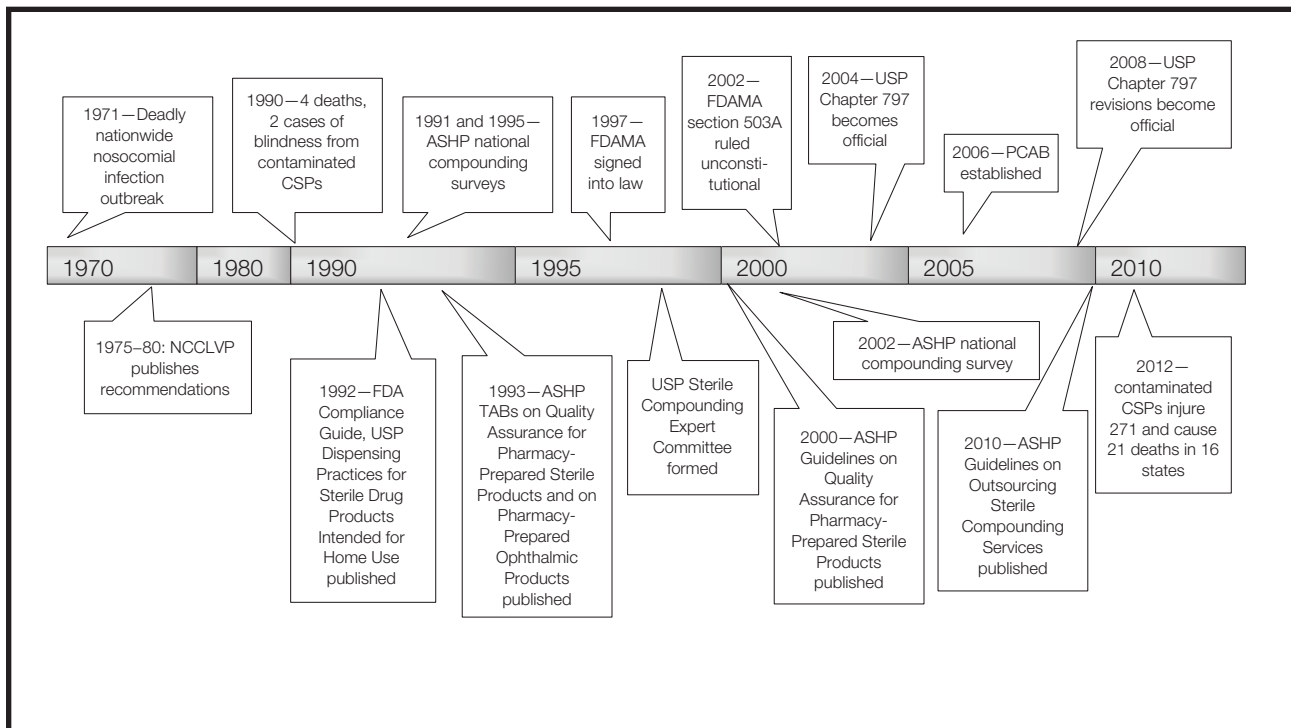 1971—Deadly
nationwide
nosocomial
infection
outbreak
1990—4 deaths,
2 cases of
blindness from
contaminated
CSPs
1991 and 1995—
ASHP national
compounding
surveys
1997—
FDAMA
signed
into law
2002—
FDAMA
section 503A
ruled
unconsti-
tutional
2004—USP
Chapter 797
becomes
official
2006—PCAB
established
2008—USP
Chapter 797
revisions become
official
1970 1980 1990 1995 2000 2005 2010
1975–80: NCCLVP
publishes
recommendations
1992—FDA
Compliance
Guide, USP
Dispensing
Practices for
Sterile Drug
Products
Intended for
Home Use
published
1993—ASHP
TABs on Quality
Assurance for
Pharmacy-
Prepared Sterile
Products and on
Pharmacy-
Prepared
Ophthalmic
Products
published
USP Sterile
Compounding
Expert
Committee
formed
2000—ASHP
Guidelines on
Quality
Assurance for
Pharmacy-
Prepared Sterile
Products
published
2002—ASHP national
compounding survey
2010—ASHP
Guidelines on
Outsourcing
Sterile
Compounding
Services
published
2012—
contaminated
CSPs injure
271 and cause
21 deaths in 16
states